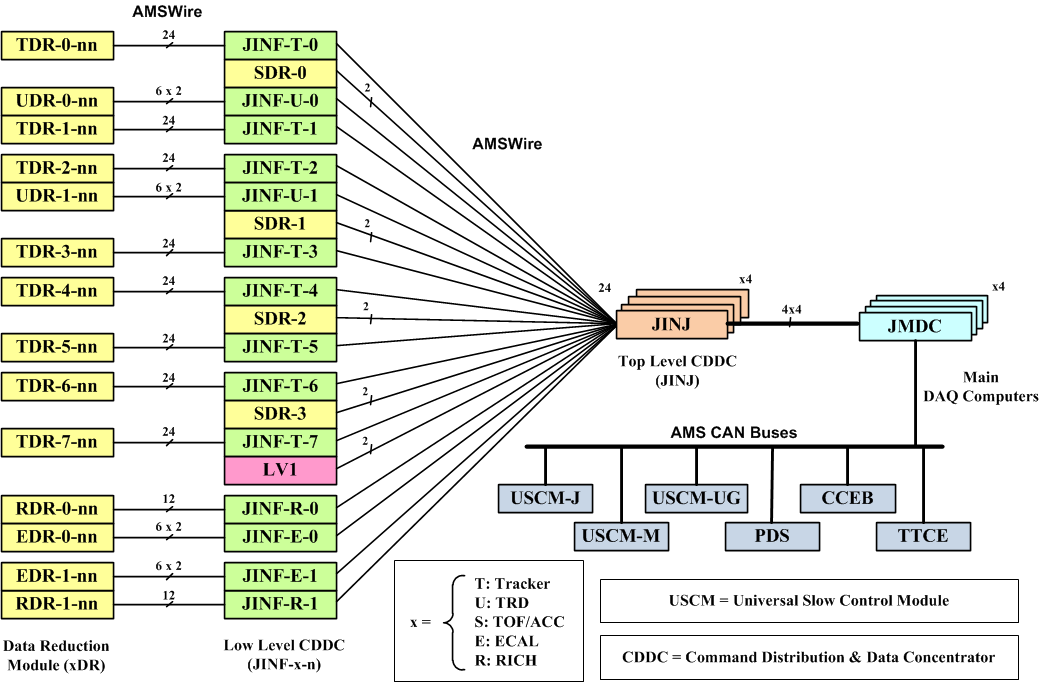 AMSWire
TDR-0-nn 24 JINF-T-0
SDR-0 2
UDR-0-nn 6 x 2 JINF-U-0
TDR-1-nn 24 JINF-T-1
AMSWire
TDR-2-nn 24 JINF-T-2
UDR-1-nn 6 x 2 JINF-U-1
SDR-1 2
TDR-3-nn 24 JINF-T-3
TDR-4-nn 24 JINF-T-4
SDR-2 2
TDR-5-nn 24 JINF-T-5
TDR-6-nn 24 JINF-T-6
SDR-3 2
TDR-7-nn 24 JINF-T-7
LV1 2
RDR-0-nn 12 JINF-R-0
EDR-0-nn 6 x 2 JINF-E-0
EDR-1-nn 6 x 2 JINF-E-1
RDR-1-nn 12 JINF-R-1
Data Reduction
Module (xDR)
Low Level CDDC
(JINF-x-n)
24
x4
JINJ
4x4
x4
JMDC
Top Level CDDC
(JINJ)
Main
DAQ Computers
AMS CAN Buses
USCM-J
USCM-UG
CCEB
USCM-M
PDS
TTCE
x =
T: Tracker
U: TRD
S: TOF/ACC
E: ECAL
R: RICH
USCM = Universal Slow Control Module
CDDC = Command Distribution & Data Concentrator